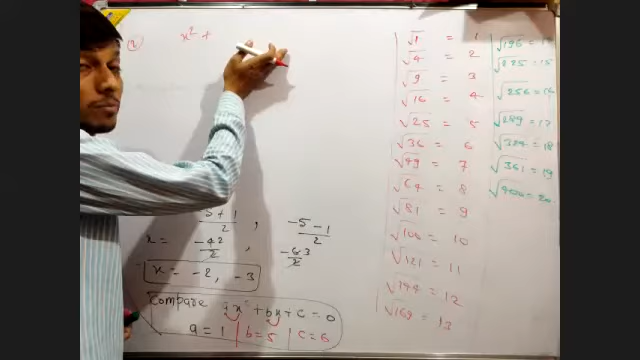 (2) x² +
-5 + 1 / 2 , -5 - 1 / 2
x = -4 2 / 2 , -6 3 / 2
x = -2, -3
Compare ax² + bx + c = 0
a = 1 | b = 5 | c = 6
√1 = 1
√4 = 2
√9 = 3
√16 = 4
√25 = 5
√36 = 6
√49 = 7
√64 = 8
√81 = 9
√100 = 10
√121 = 11
√144 = 12
√169 = 13
√196 = 14
√225 = 15
√256 = 16
√289 = 17
√324 = 18
√361 = 19
√400 = 20